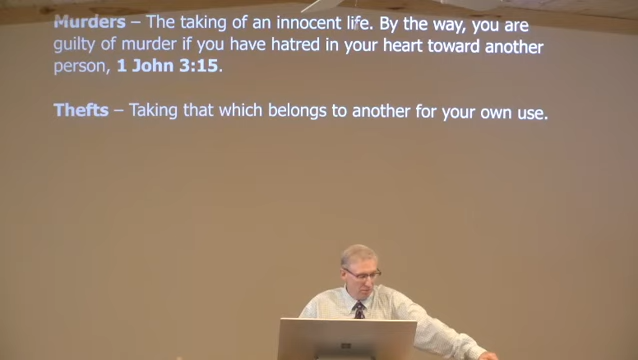 Murders – The taking of an innocent life. By the way, you are
guilty of murder if you have hatred in your heart toward another
person, 1 John 3:15.
Thefts – Taking that which belongs to another for your own use.